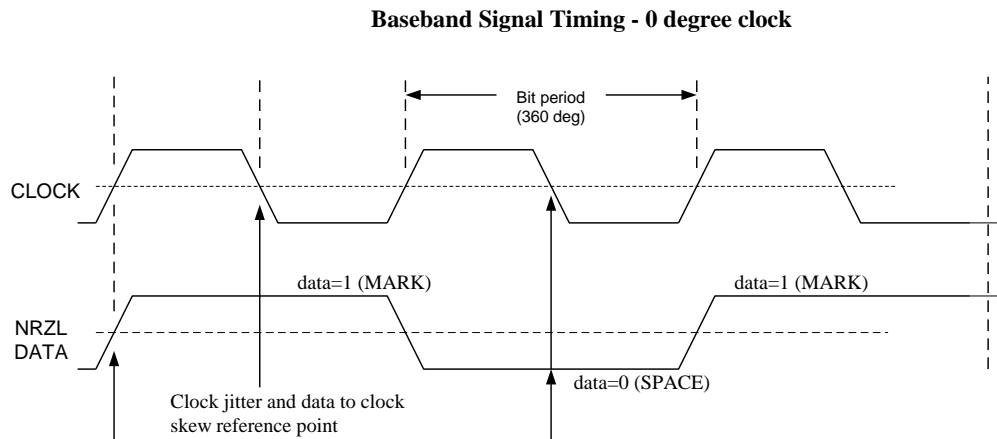 Baseband Signal Timing - 0 degree clock
Bit period
(360 deg)
CLOCK
data=1 (MARK)
data=1 (MARK)
NRZL
DATA
data=0 (SPACE)
Clock jitter and data to clock
skew reference point